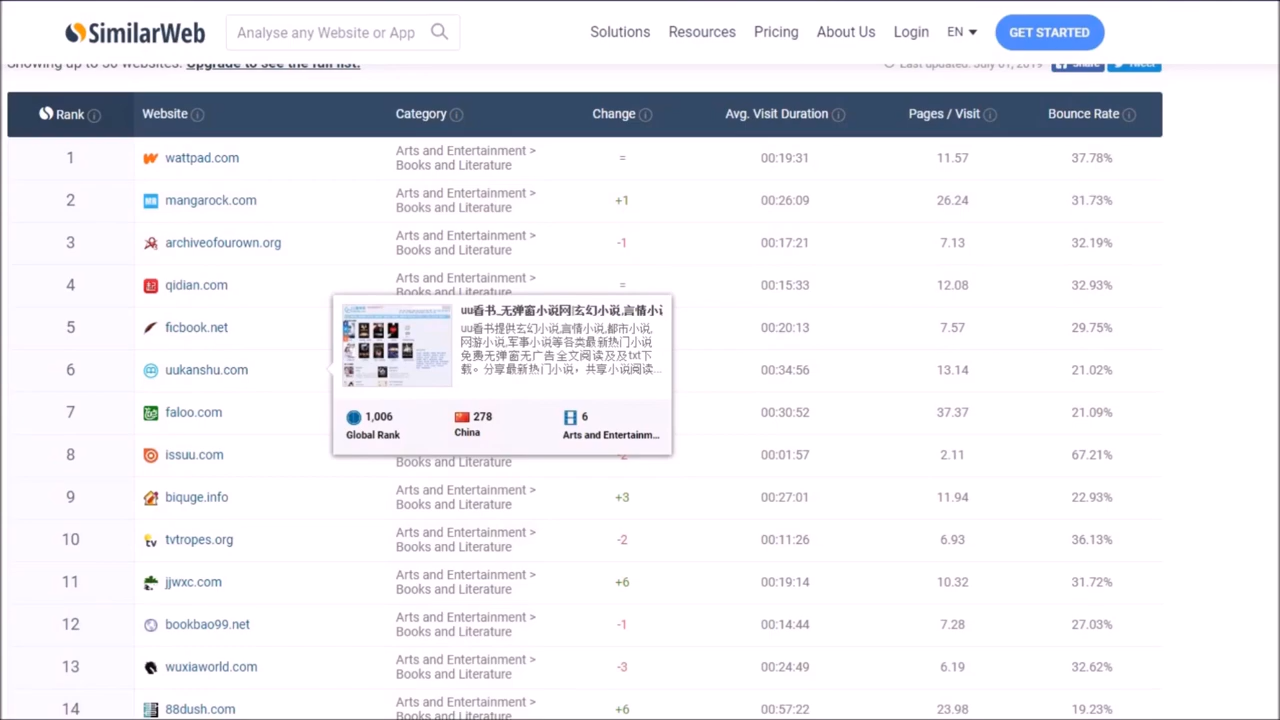 SimilarWeb
Analyse any Website or App
Solutions Resources Pricing About Us Login EN GET STARTED
Showing up to 50 websites. Upgrade to see the full list.
Last updated: July 01, 2019 Share Tweet
Rank Website Category Change Avg. Visit Duration Pages / Visit Bounce Rate
1 wattpad.com Arts and Entertainment > = 00:19:31 11.57 37.78%
Books and Literature
2 mangarock.com Arts and Entertainment > +1 00:26:09 26.24 31.73%
Books and Literature
3 archiveofourown.org Arts and Entertainment > -1 00:17:21 7.13 32.19%
Books and Literature
4 qidian.com Arts and Entertainment > = 00:15:33 12.08 32.93%
Books and Literature
5 ficbook.net 00:20:13 7.57 29.75%
6 uukanshu.com 00:34:56 13.14 21.02%
uu看书_无弹窗小说网|玄幻小说,言情小
uu看书提供玄幻小说,言情小说,都市小说,
网游小说,军事小说等各类最新热门小说
免费无弹窗无广告全文阅读及及txt下
载。分享最新热门小说，共享小说阅读...
1,006 278 6
Global Rank China Arts and Entertainm...
7 faloo.com 00:30:52 37.37 21.09%
8 issuu.com -2 00:01:57 2.11 67.21%
Books and Literature
9 biquge.info Arts and Entertainment > +3 00:27:01 11.94 22.93%
Books and Literature
10 tvtropes.org Arts and Entertainment > -2 00:11:26 6.93 36.13%
Books and Literature
11 jjwxc.com Arts and Entertainment > +6 00:19:14 10.32 31.72%
Books and Literature
12 bookbao99.net Arts and Entertainment > -1 00:14:44 7.28 27.03%
Books and Literature
13 wuxiaworld.com Arts and Entertainment > -3 00:24:49 6.19 32.62%
Books and Literature
14 88dush.com Arts and Entertainment > +6 00:57:22 23.98 19.23%
Books and Literature